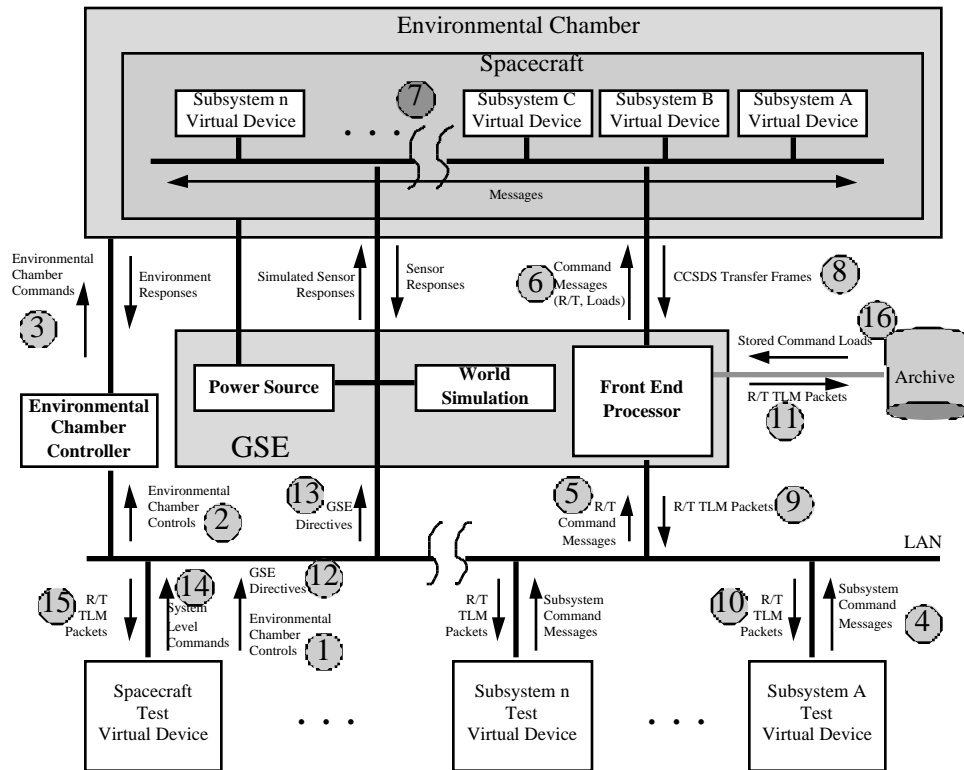 Environmental Chamber
Spacecraft
7
Subsystem n
Virtual Device
Subsystem C
Virtual Device
Subsystem B
Virtual Device
Subsystem A
Virtual Device
. . .
Messages
Environmental
Chamber
Commands
3
Environment
Responses
Simulated Sensor
Responses
Sensor
Responses
6
Command
Messages
(R/T, Loads)
CCSDS Transfer Frames
8
16
Stored Command Loads
Archive
R/T TLM Packets
11
Power Source
World
Simulation
Front End
Processor
GSE
Environmental
Chamber
Controller
Environmental
Chamber
Controls
2
13
GSE
Directives
5
R/T
Command
Messages
R/T TLM Packets
9
LAN
15
R/T
TLM
Packets
14
System
Level
Commands
GSE
Directives
12
Environmental
Chamber
Controls
1
R/T
TLM
Packets
Subsystem
Command
Messages
10
R/T
TLM
Packets
Subsystem
Command
Messages
4
Spacecraft
Test
Virtual Device
. . .
Subsystem n
Test
Virtual Device
. . .
Subsystem A
Test
Virtual Device